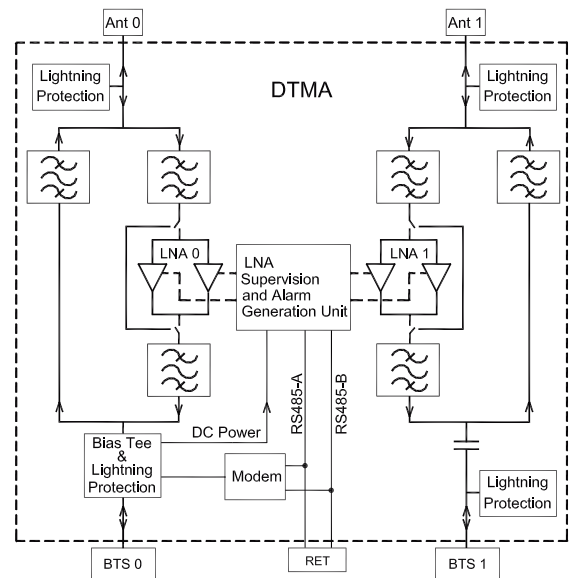 Ant 0
Ant 1
Lightning
Protection
DTMA
Lightning
Protection
LNA 0
LNA 1
LNA
Supervision
and Alarm
Generation Unit
DC Power
RS485-A
RS485-B
Bias Tee
&
Lightning
Protection
Modem
Lightning
Protection
BTS 0
RET
BTS 1